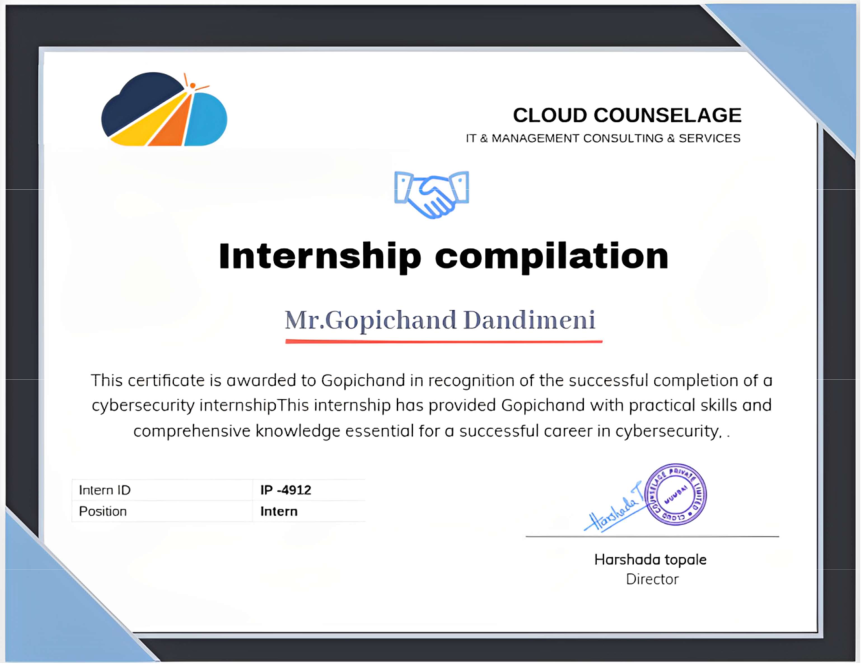 CLOUD COUNSELAGE
IT & MANAGEMENT CONSULTING & SERVICES
Internship compilation
Mr.Gopichand Dandimeni
This certificate is awarded to Gopichand in recognition of the successful completion of a
cybersecurity internshipThis internship has provided Gopichand with practical skills and
comprehensive knowledge essential for a successful career in cybersecurity, .
Intern ID IP -4912
Position Intern
Harshada T
CLOUD COUNSELAGE PRIVATE LIMITED
MUMBAI
Harshada topale
Director